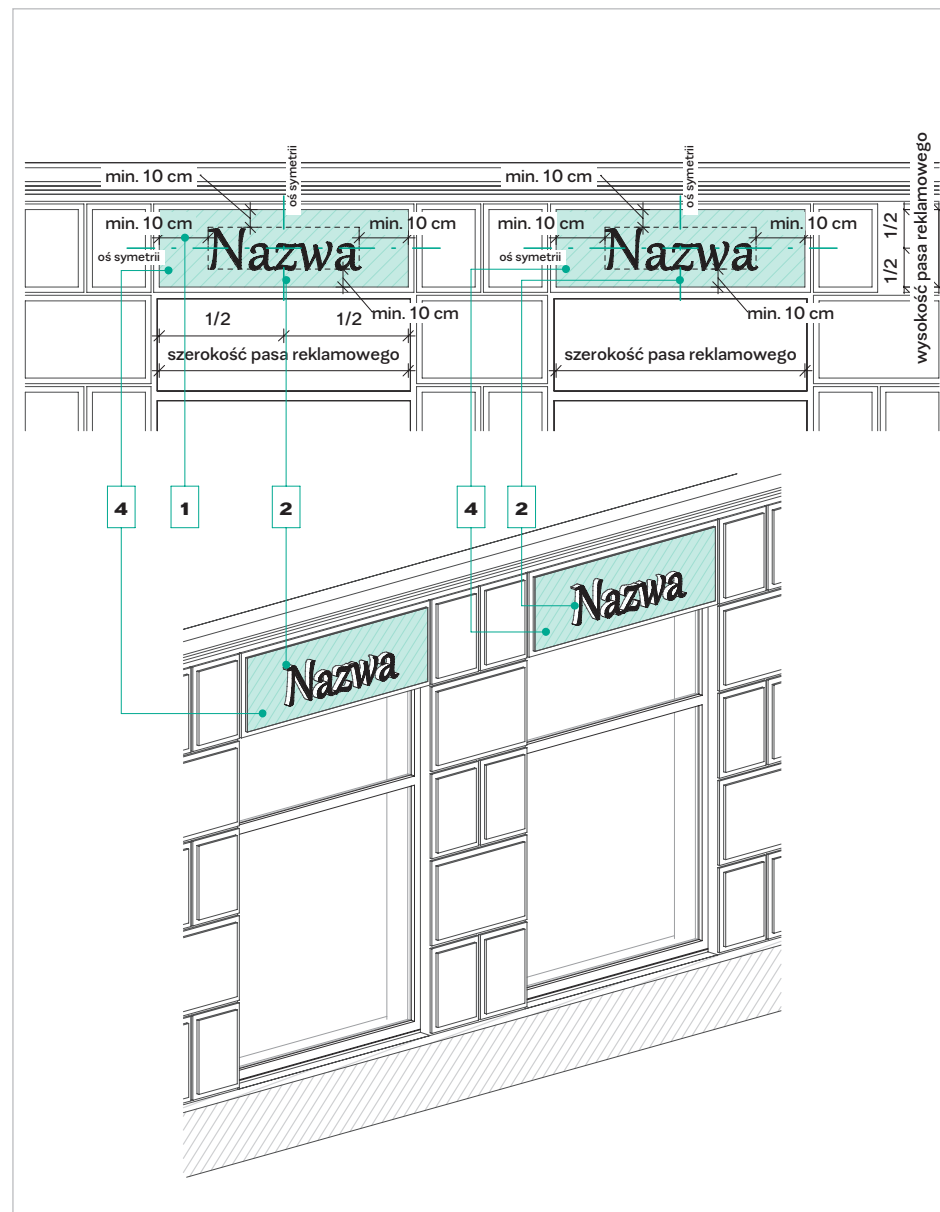 oś symetrii
oś symetrii
wysokość pasa reklamowego
min. 10 cm
min. 10 cm
min. 10 cm
min. 10 cm
min. 10 cm
min. 10 cm
1/2
Nazwa
Nazwa
oś symetrii
oś symetrii
1/2
min. 10 cm
min. 10 cm
1/2
1/2
szerokość pasa reklamowego
szerokość pasa reklamowego
4
1
2
4
2
Nazwa
Nazwa